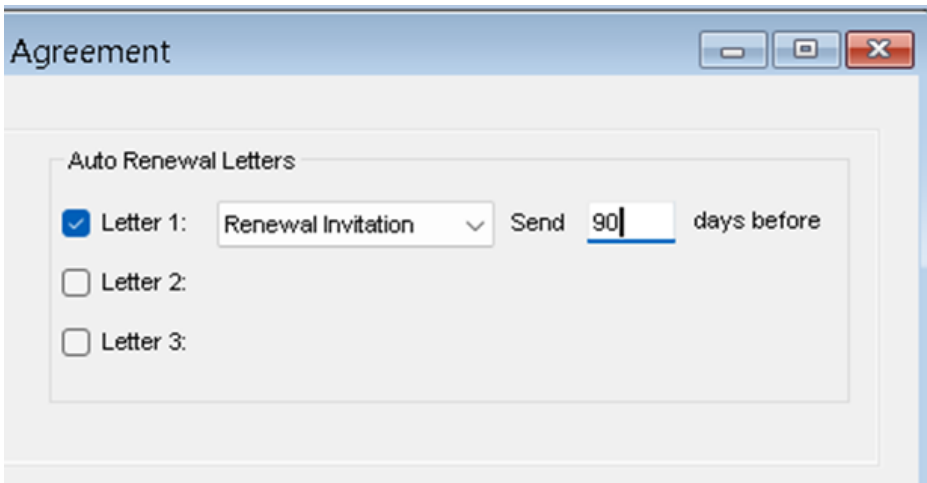 Agreement
Auto Renewal Letters
Letter 1: Renewal Invitation Send 90 days before
Letter 2:
Letter 3: